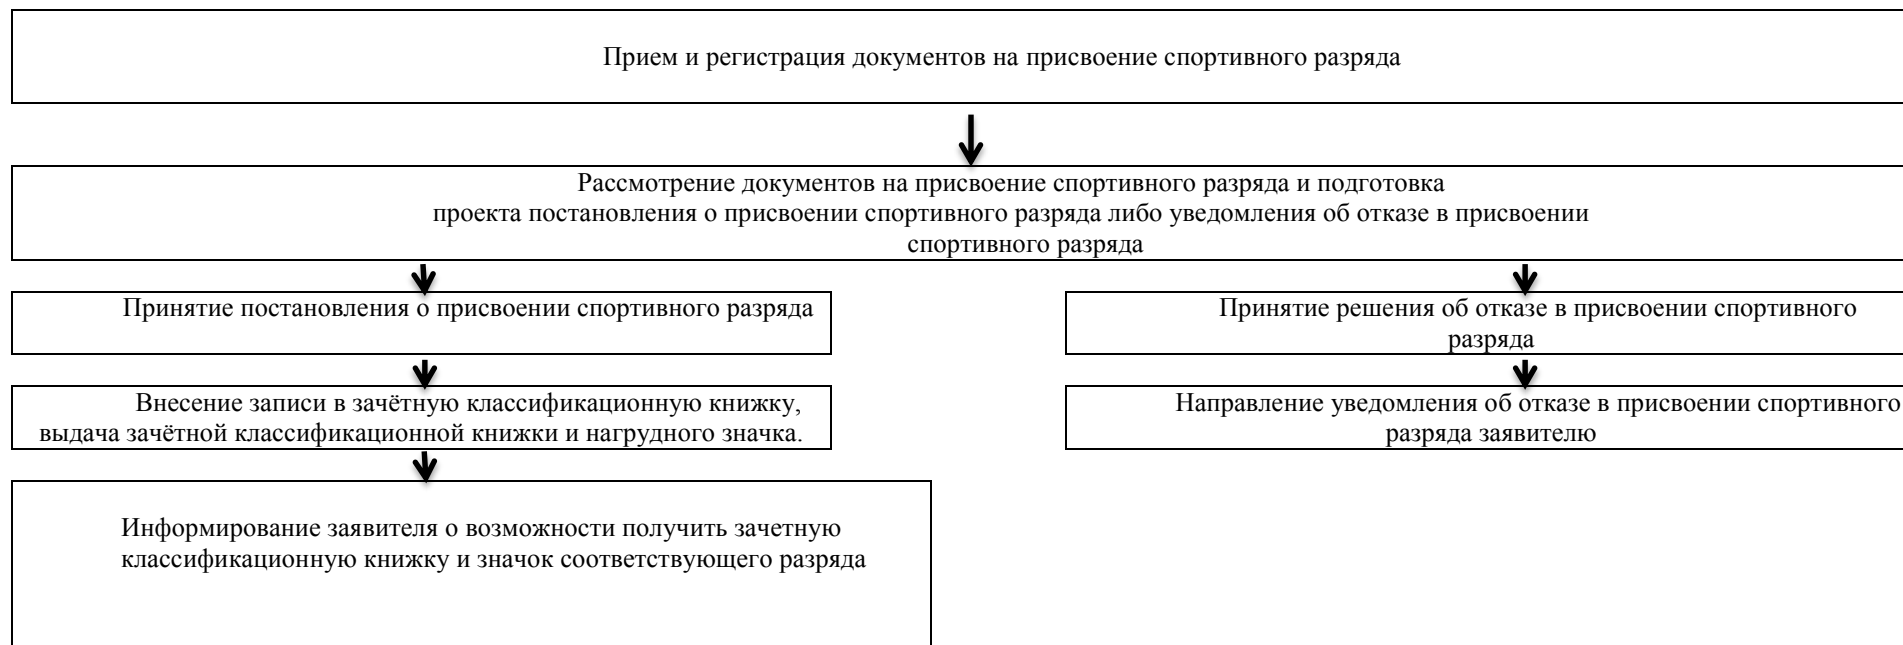 Прием и регистрация документов на присвоение спортивного разряда
Рассмотрение документов на присвоение спортивного разряда и подготовка
проекта постановления о присвоении спортивного разряда либо уведомления об отказе в присвоении
спортивного разряда
Принятие постановления о присвоении спортивного разряда
Принятие решения об отказе в присвоении спортивного
разряда
Внесение записи в зачётную классификационную книжку,
выдача зачётной классификационной книжки и нагрудного значка.
Направление уведомления об отказе в присвоении спортивного
разряда заявителю
Информирование заявителя о возможности получить зачетную
классификационную книжку и значок соответствующего разряда